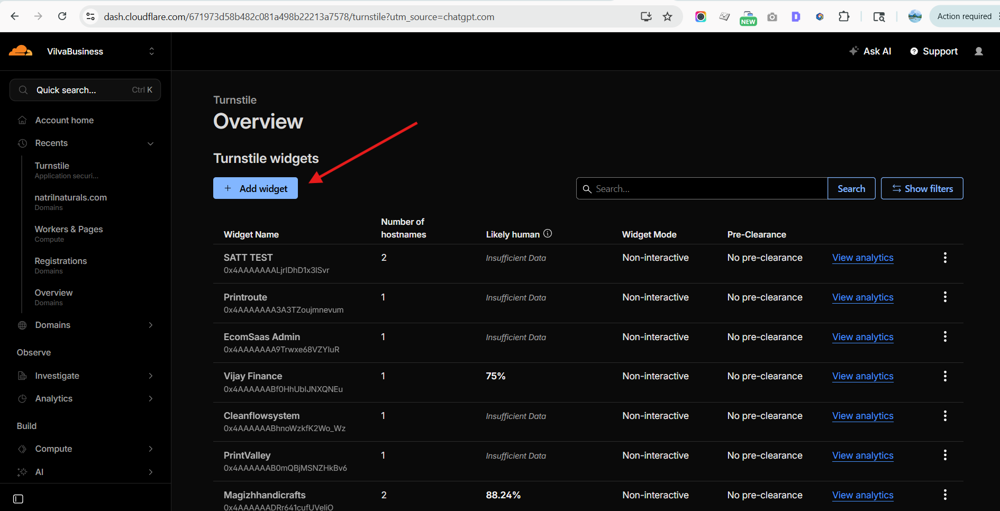 dash.cloudflare.com/671973d58b482c081a498b22213a7578/turnstile?utm_source=chatgpt.com
NEW
Action required
VilvaBusiness
Ask AI
Support
Quick search...
Ctrl K
Account home
Recents
Turnstile
Application securi...
natrilnaturals.com
Domains
Workers & Pages
Compute
Registrations
Domains
Overview
Domains
Domains
Observe
Investigate
Analytics
Build
Compute
AI
Turnstile
Overview
Turnstile widgets
+ Add widget
Search...
Search
Show filters
Widget Name Number of hostnames Likely human Widget Mode Pre-Clearance
SATT TEST 2 Insufficient Data Non-interactive No pre-clearance View analytics
0x4AAAAAAALjrIDhD1x3ISvr
Printroute 1 Insufficient Data Non-interactive No pre-clearance View analytics
0x4AAAAAAA3A3TZoujmnevum
EcomSaas Admin 1 Insufficient Data Non-interactive No pre-clearance View analytics
0x4AAAAAAA9Trwxe68VZYIuR
Vijay Finance 1 75% Non-interactive No pre-clearance View analytics
0x4AAAAAABf0HhUbIJNXQNEu
Cleanflowsystem 1 Insufficient Data Non-interactive No pre-clearance View analytics
0x4AAAAAABhnoWzkfK2Wo_Wz
PrintValley 1 Insufficient Data Non-interactive No pre-clearance View analytics
0x4AAAAAAB0mQBjMSNZHkBv6
Magizhhandicrafts 2 88.24% Non-interactive No pre-clearance View analytics
0x4AAAAAADRr641cufUVeliO